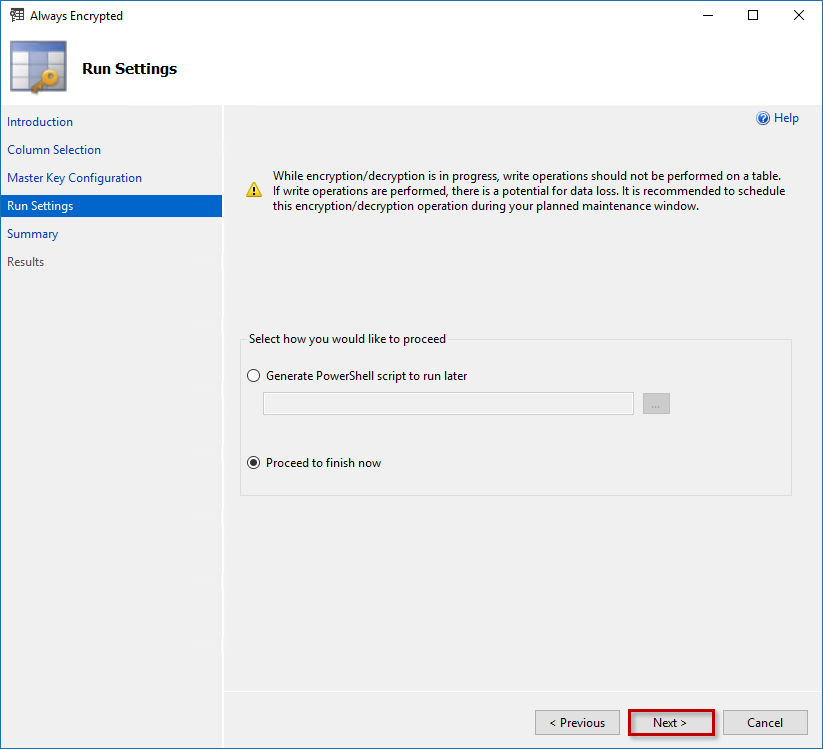 Always Encrypted
Run Settings
Introduction
Column Selection
Master Key Configuration
Run Settings
Summary
Results
Help
While encryption/decryption is in progress, write operations should not be performed on a table.
If write operations are performed, there is a potential for data loss. It is recommended to schedule
this encryption/decryption operation during your planned maintenance window.
Select how you would like to proceed
Generate PowerShell script to run later
...
Proceed to finish now
< Previous
Next >
Cancel